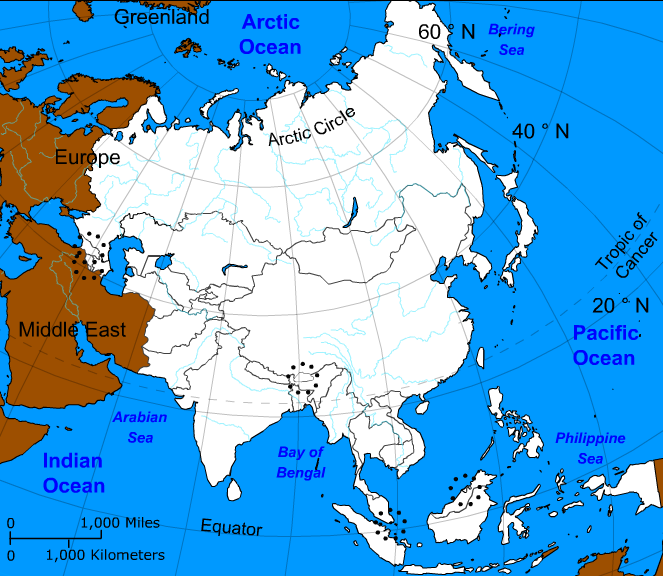 Greenland
Arctic
Ocean
60 ° N
Bering
Sea
Arctic Circle
40 ° N
Europe
Tropic of
Cancer
20 ° N
Middle East
Pacific
Ocean
Arabian
Sea
Philippine
Sea
Bay of
Bengal
Indian
Ocean
0 1,000 Miles
Equator
0 1,000 Kilometers